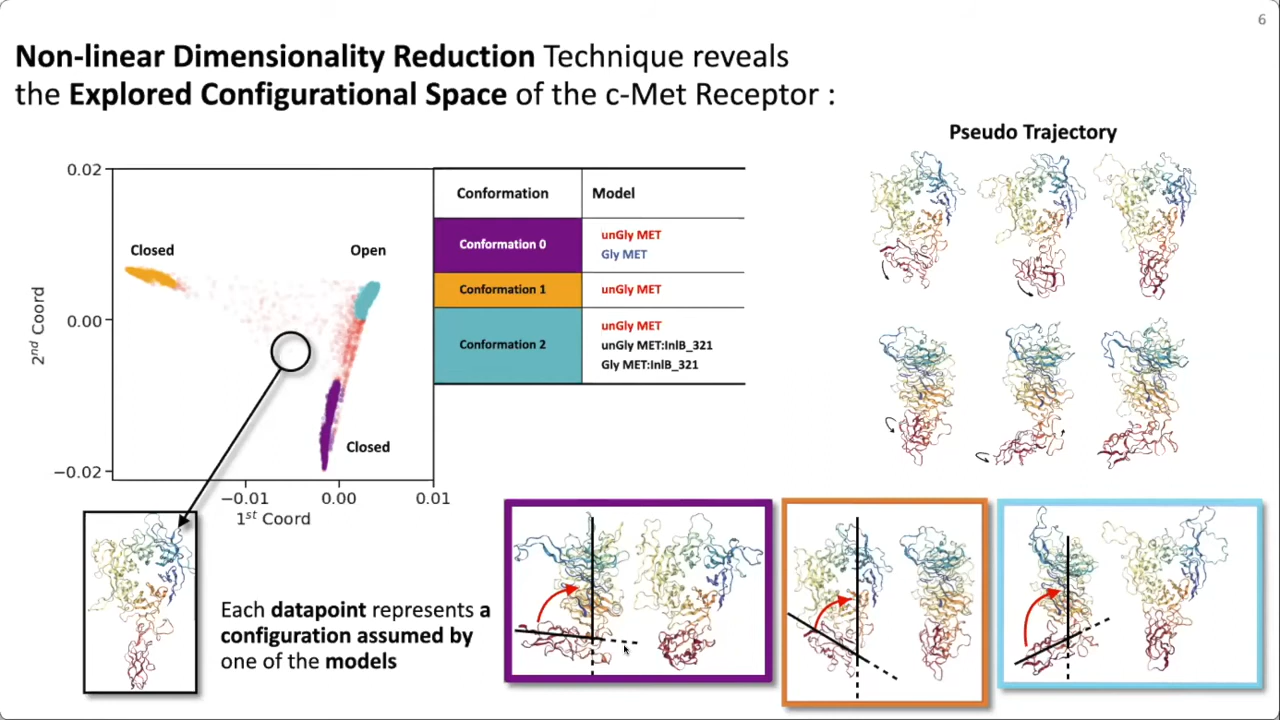 6
Non-linear Dimensionality Reduction Technique reveals
the Explored Configurational Space of the c-Met Receptor :
Pseudo Trajectory
0.02
0.00
−0.02
2nd Coord
Closed
Open
Closed
−0.01
0.00
0.01
1st Coord
Conformation
Model
Conformation 0
unGly MET
Gly MET
Conformation 1
unGly MET
Conformation 2
unGly MET
unGly MET:InlB_321
Gly MET:InlB_321
Each datapoint represents a
configuration assumed by
one of the models